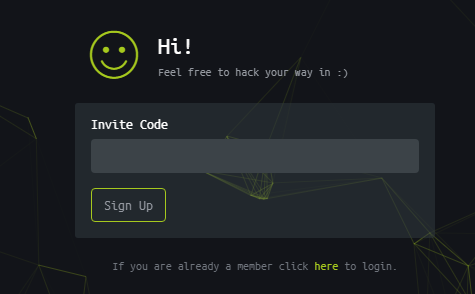 Hi!
Feel free to hack your way in :)
Invite Code
Sign Up
If you are already a member click here to login.